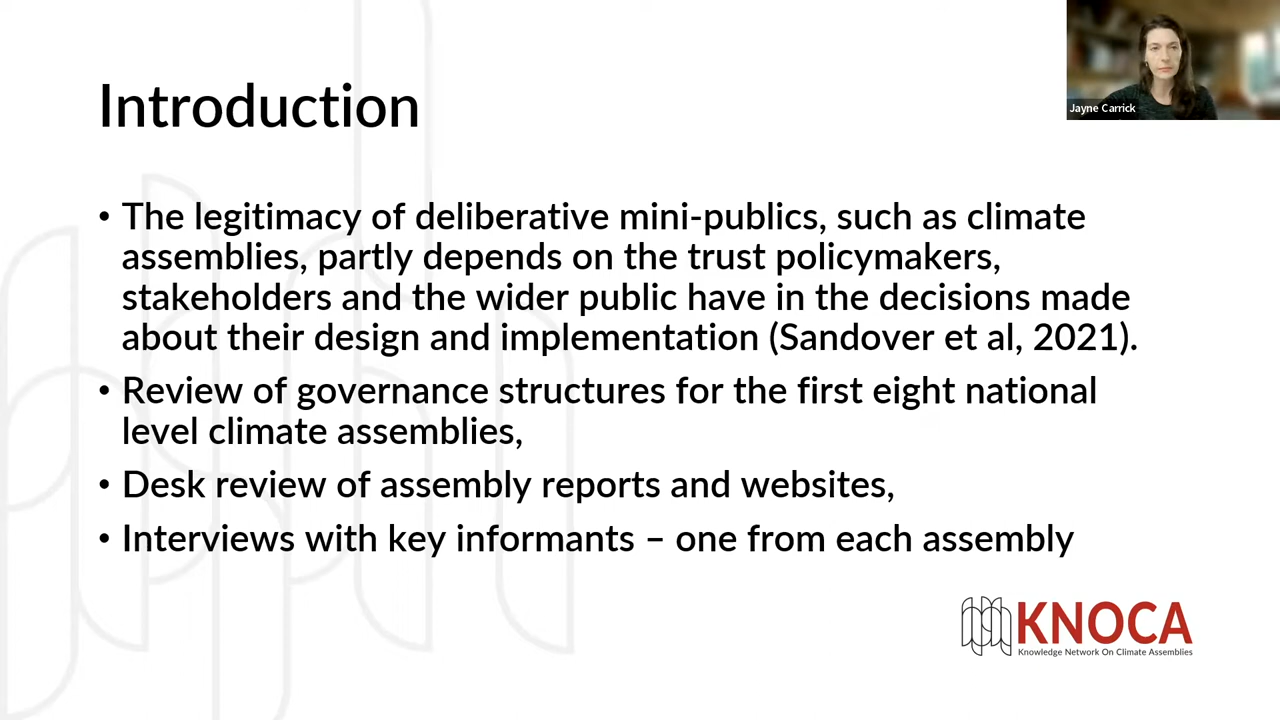 Introduction
Jayne Carrick
• The legitimacy of deliberative mini-publics, such as climate
assemblies, partly depends on the trust policymakers,
stakeholders and the wider public have in the decisions made
about their design and implementation (Sandover et al, 2021).
• Review of governance structures for the first eight national
level climate assemblies,
• Desk review of assembly reports and websites,
• Interviews with key informants – one from each assembly
KNOCA
Knowledge Network On Climate Assemblies